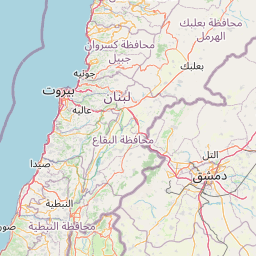 محافظة بعلبك
الهرمل
محافظة كسروان
جبيل
بعلبك
جونيه
بيروت
لبنان
عاليه
محافظة البقاع
التل
صيدا
دمشق
النبطية
محافظة النبطية
صور